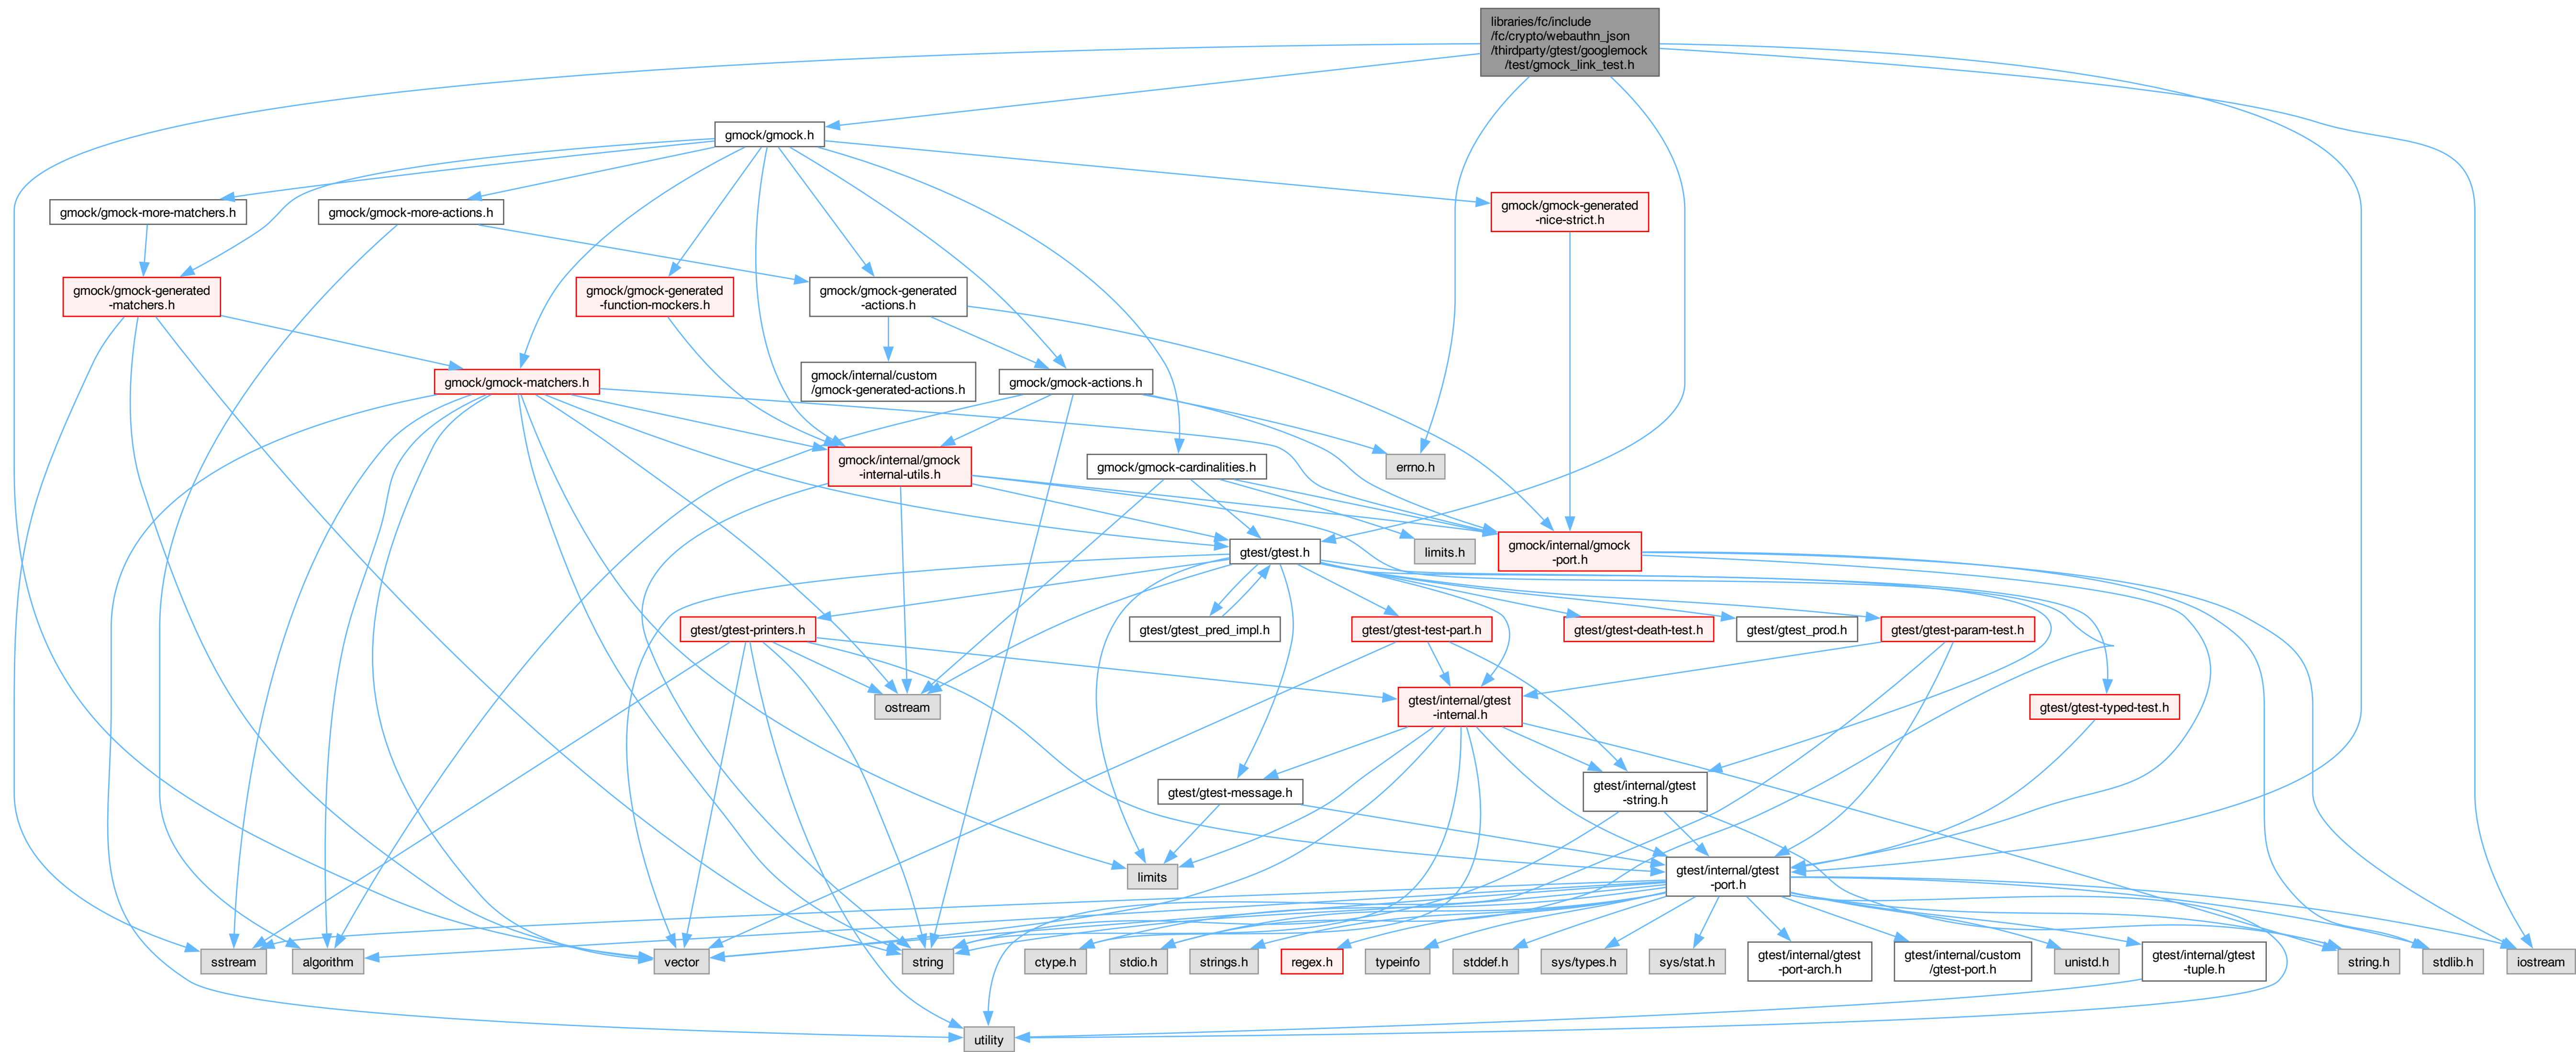 libraries/fc/include
/fc/crypto/webauthn_json
/thirdparty/gtest/googlemock
/test/gmock_link_test.h
gmock/gmock.h
gmock/gmock-more-matchers.h
gmock/gmock-more-actions.h
gmock/gmock-generated
-nice-strict.h
gmock/gmock-generated
-matchers.h
gmock/gmock-generated
-function-mockers.h
gmock/gmock-generated
-actions.h
gmock/gmock-matchers.h
gmock/internal/custom
/gmock-generated-actions.h
gmock/gmock-actions.h
gmock/internal/gmock
-internal-utils.h
gmock/gmock-cardinalities.h
errno.h
gtest/gtest.h
limits.h
gmock/internal/gmock
-port.h
gtest/gtest-printers.h
gtest/gtest_pred_impl.h
gtest/gtest-test-part.h
gtest/gtest-death-test.h
gtest/gtest_prod.h
gtest/gtest-param-test.h
ostream
gtest/internal/gtest
-internal.h
gtest/gtest-typed-test.h
gtest/gtest-message.h
gtest/internal/gtest
-string.h
limits
gtest/internal/gtest
-port.h
sstream
algorithm
vector
string
ctype.h
stdio.h
strings.h
regex.h
typeinfo
stddef.h
sys/types.h
sys/stat.h
gtest/internal/gtest
-port-arch.h
gtest/internal/custom
/gtest-port.h
unistd.h
gtest/internal/gtest
-tuple.h
string.h
stdlib.h
iostream
utility